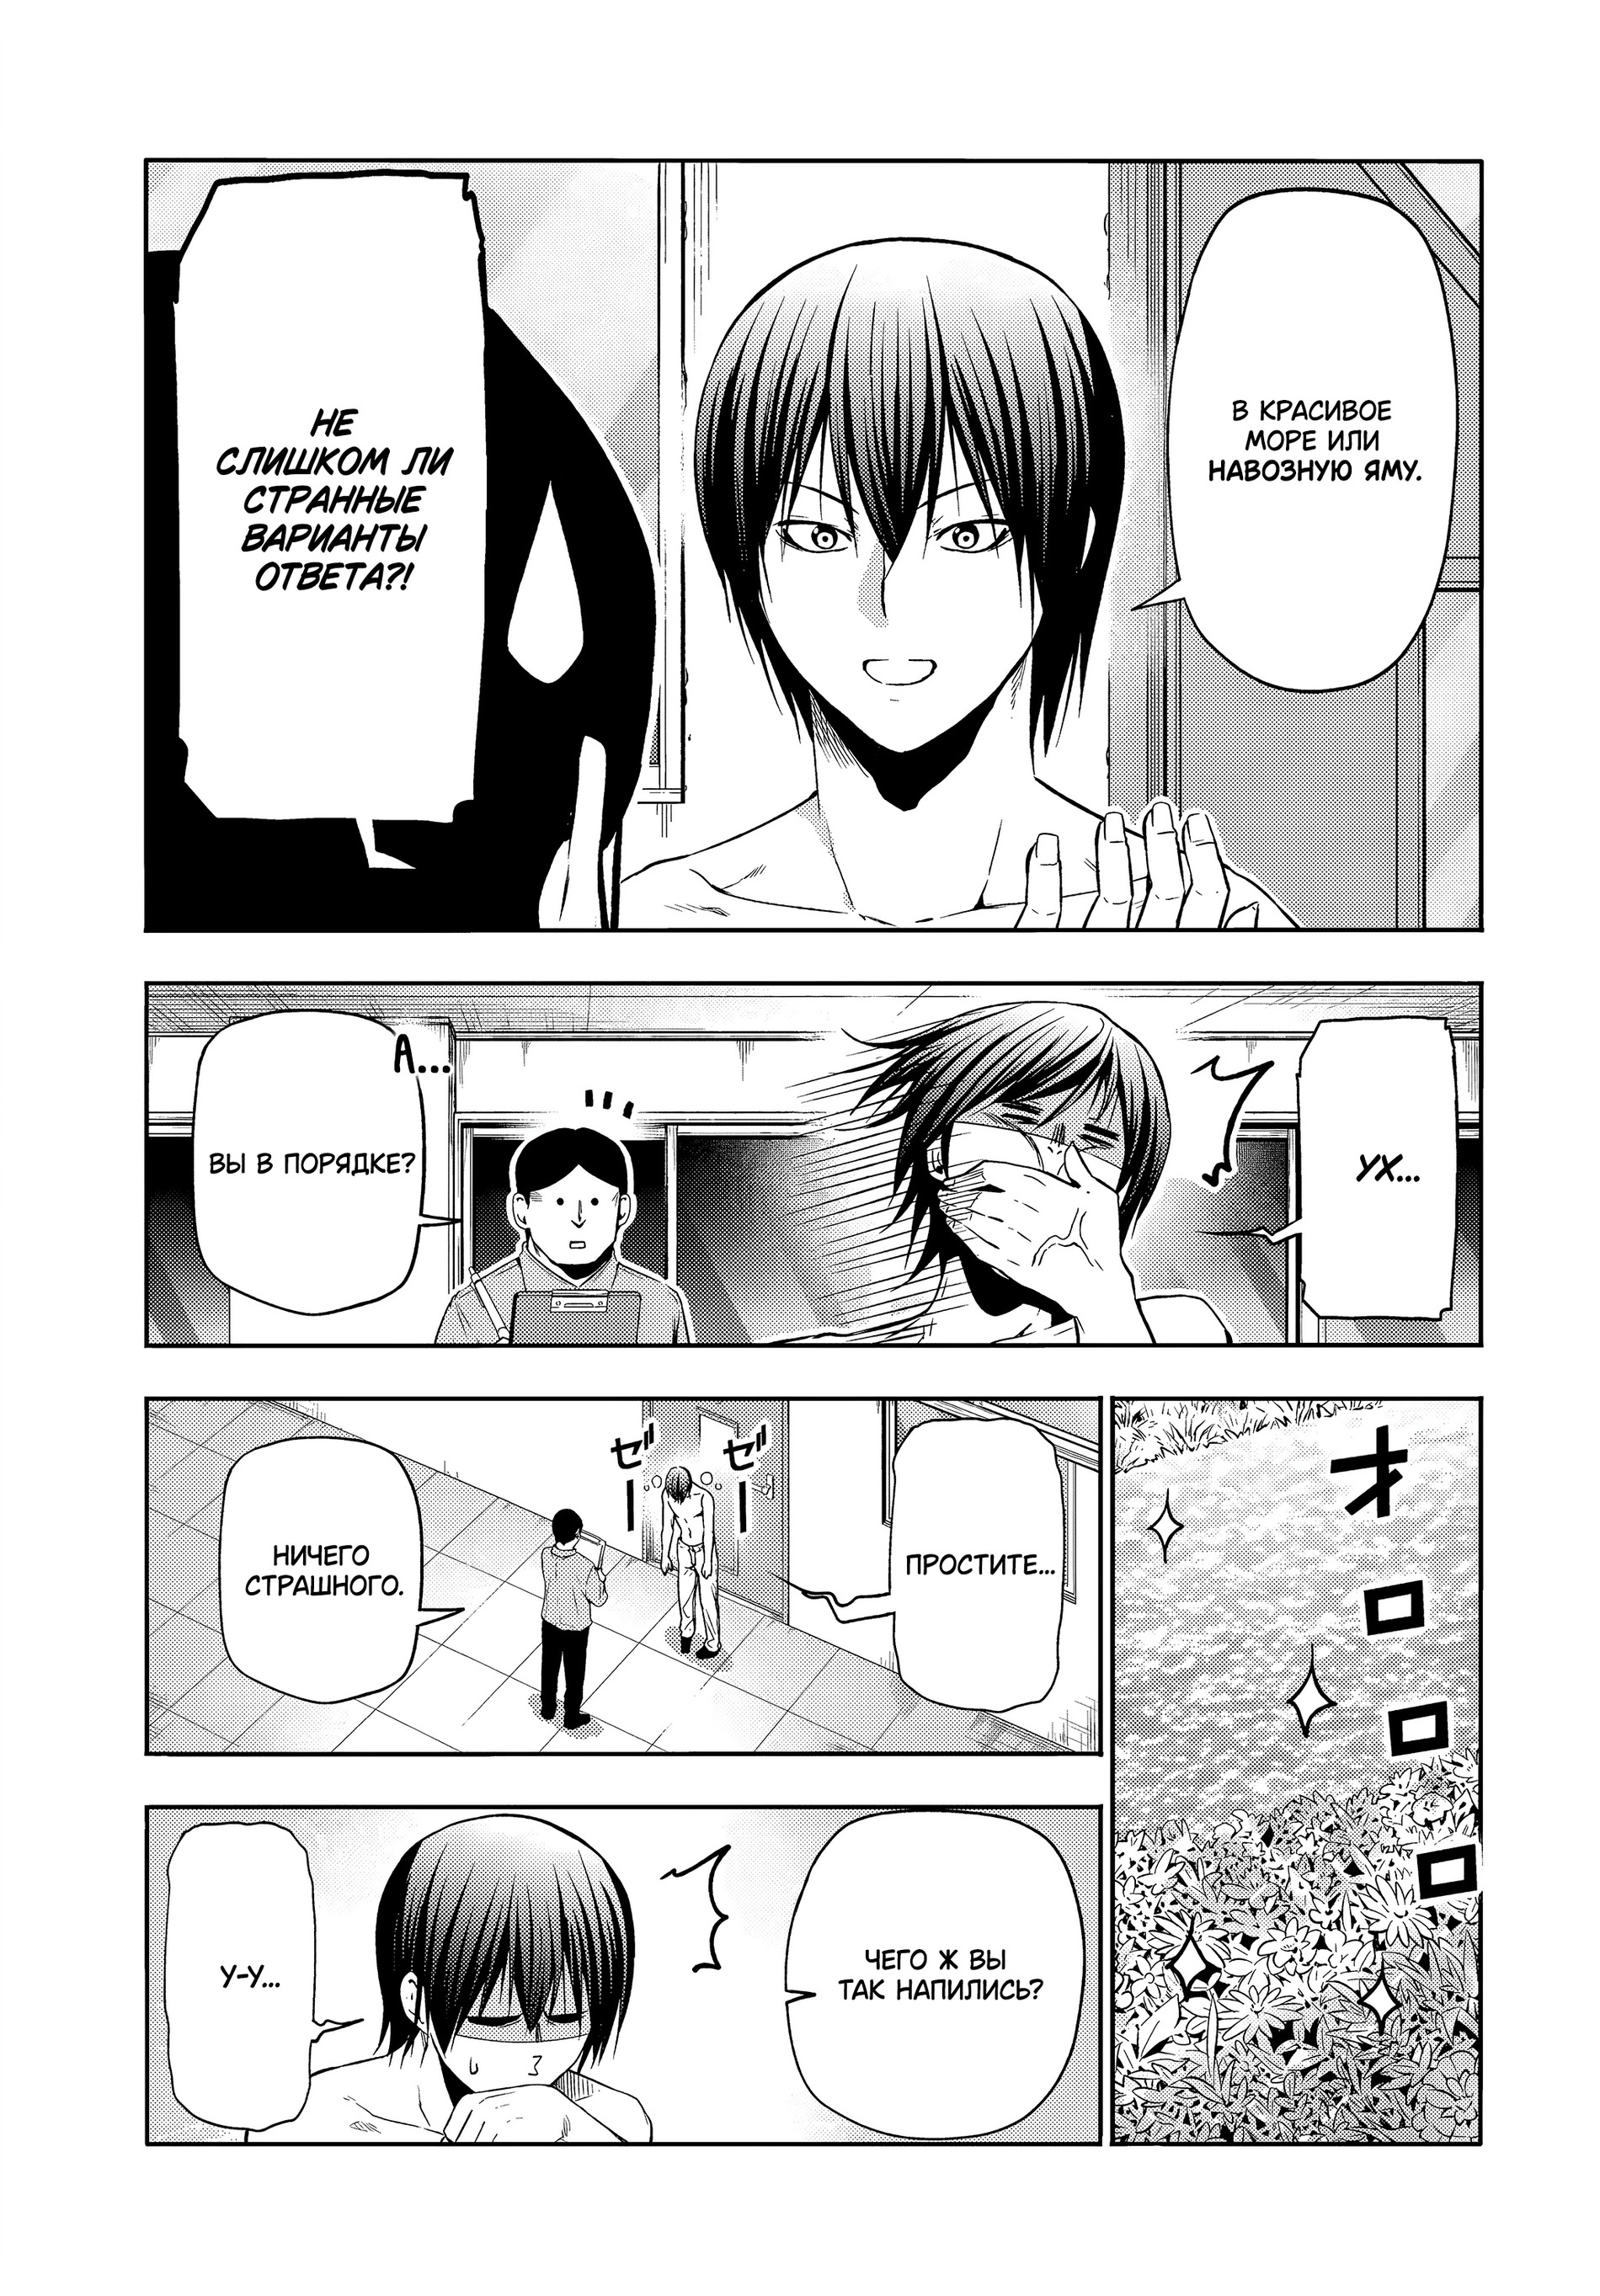 В КРАСИВОЕ
МОРЕ ИЛИ
НАВОЗНУЮ ЯМУ.
НЕ
СЛИШКОМ ЛИ
СТРАННЫЕ
ВАРИАНТЫ
ОТВЕТА?!
УХ...
А...
ВЫ В ПОРЯДКЕ?
オロロロ
ПРОСТИТЕ...
ゼー
ゼー
НИЧЕГО
СТРАШНОГО.
ЧЕГО Ж ВЫ
ТАК НАПИЛИСЬ?
У-У...